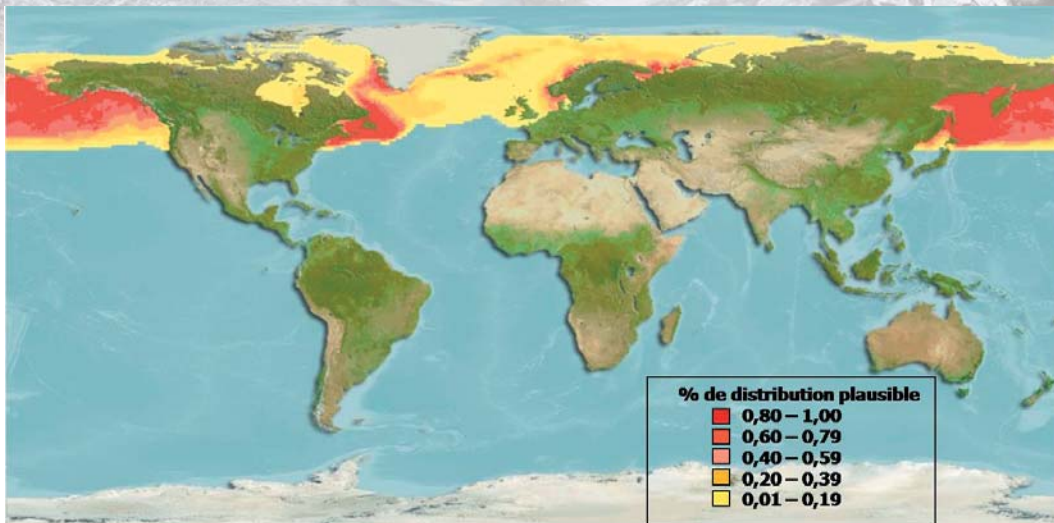 % de distribution plausible
0,80 – 1,00
0,60 – 0,79
0,40 – 0,59
0,20 – 0,39
0,01 – 0,19